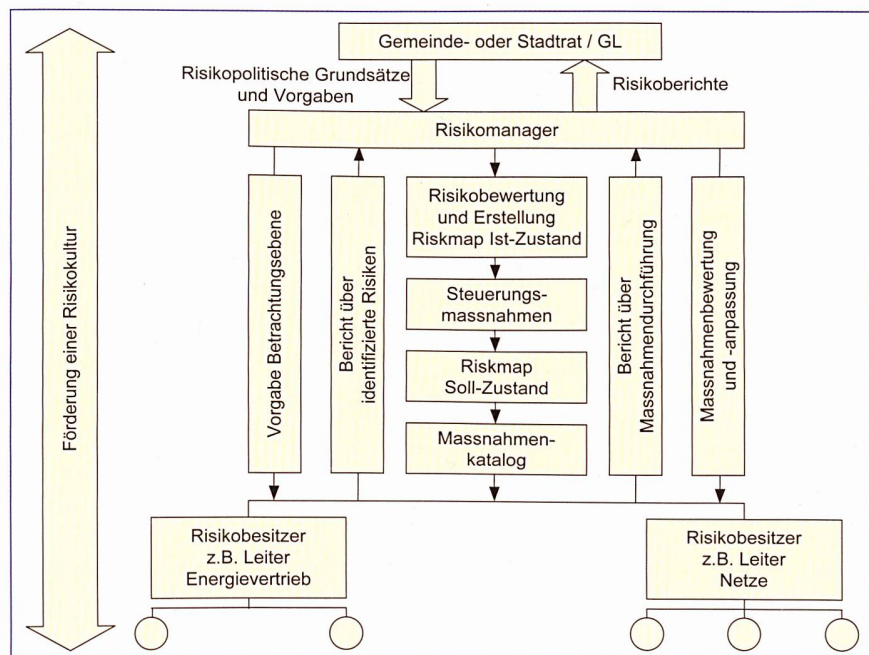 Gemeinde- oder Stadtrat / GL
Risikopolitische Grundsätze
und Vorgaben
Risikoberichte
Risikomanager
Förderung einer Risikokultur
Vorgabe Betrachtungsebene
Bericht über
identifizierte Risiken
Risikobewertung
und Erstellung
Riskmap Ist-Zustand
Steuerungs-
massnahmen
Riskmap
Soll-Zustand
Massnahmen-
katalog
Bericht über
Massnahmendurchführung
Massnahmenbewertung
und -anpassung
Risikobesitzer
z.B. Leiter
Energievertrieb
Risikobesitzer
z.B. Leiter
Netze